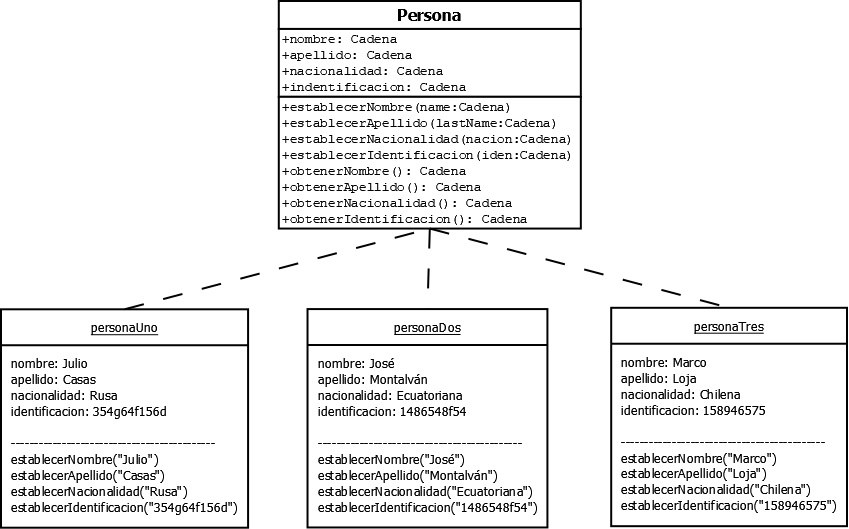 Persona
+nombre: Cadena
+apellido: Cadena
+nacionalidad: Cadena
+indentificacion: Cadena
+establecerNombre(name:Cadena)
+establecerApellido(lastName:Cadena)
+establecerNacionalidad(nacion:Cadena)
+establecerIdentificacion(iden:Cadena)
+obtenerNombre(): Cadena
+obtenerApellido(): Cadena
+obtenerNacionalidad(): Cadena
+obtenerIdentificacion(): Cadena
personaUno
nombre: Julio
apellido: Casas
nacionalidad: Rusa
identificacion: 354g64f156d
establecerNombre("Julio")
establecerApellido("Casas")
establecerNacionalidad("Rusa")
establecerIdentificacion("354g64f156d")
personaDos
nombre: José
apellido: Montalván
nacionalidad: Ecuatoriana
identificacion: 1486548f54
establecerNombre("José")
establecerApellido("Montalván")
establecerNacionalidad("Ecuatoriana")
establecerIdentificacion("1486548f54")
personaTres
nombre: Marco
apellido: Loja
nacionalidad: Chilena
identificacion: 158946575
establecerNombre("Marco")
establecerApellido("Loja")
establecerNacionalidad("Chilena")
establecerIdentificacion("158946575")